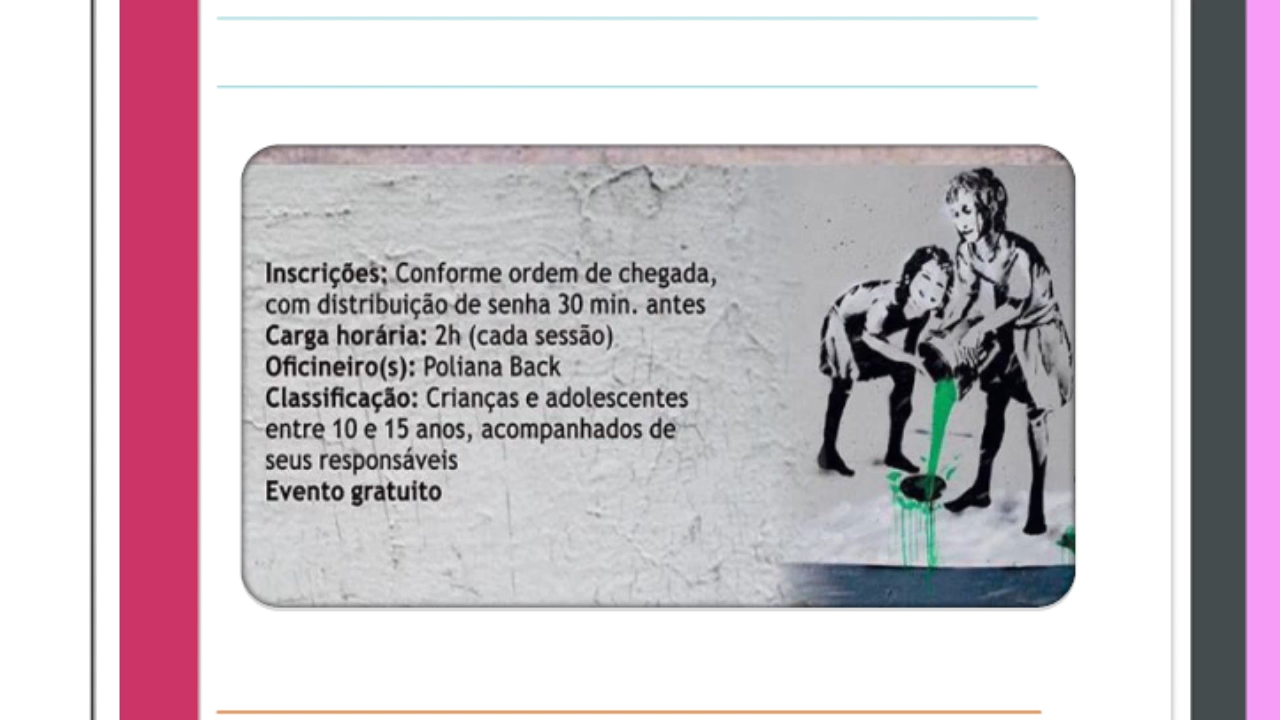 Inscrições: Conforme ordem de chegada,
com distribuição de senha 30 min. antes
Carga horária: 2h (cada sessão)
Oficineiro(s): Poliana Back
Classificação: Crianças e adolescentes
entre 10 e 15 anos, acompanhados de
seus responsáveis
Evento gratuito